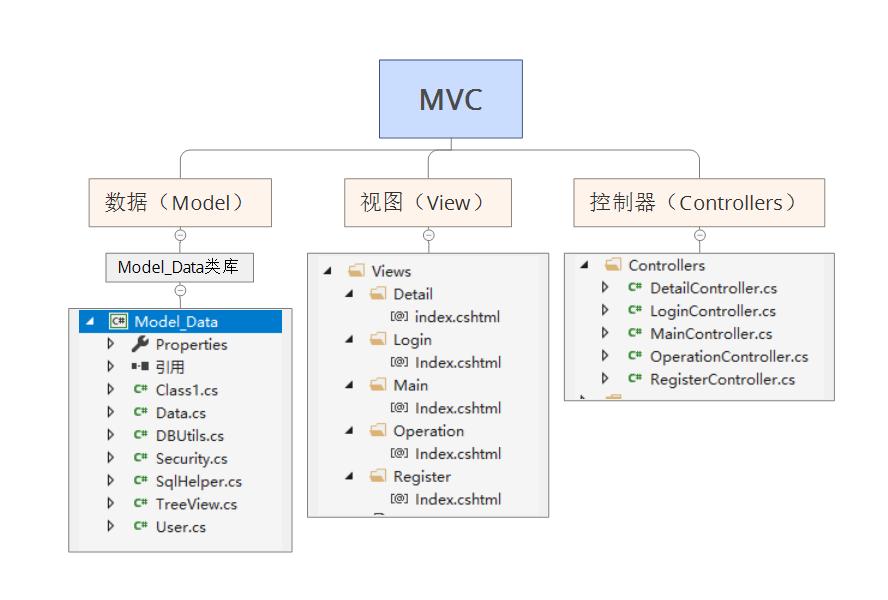 MVC
数据（Model）
视图（View）
控制器（Controllers）
Model_Data类库
Model_Data
Properties
引用
Class1.cs
Data.cs
DBUtils.cs
Security.cs
SqlHelper.cs
TreeView.cs
User.cs
Views
Detail
index.cshtml
Login
Index.cshtml
Main
Index.cshtml
Operation
Index.cshtml
Register
Index.cshtml
Controllers
DetailController.cs
LoginController.cs
MainController.cs
OperationController.cs
RegisterController.cs